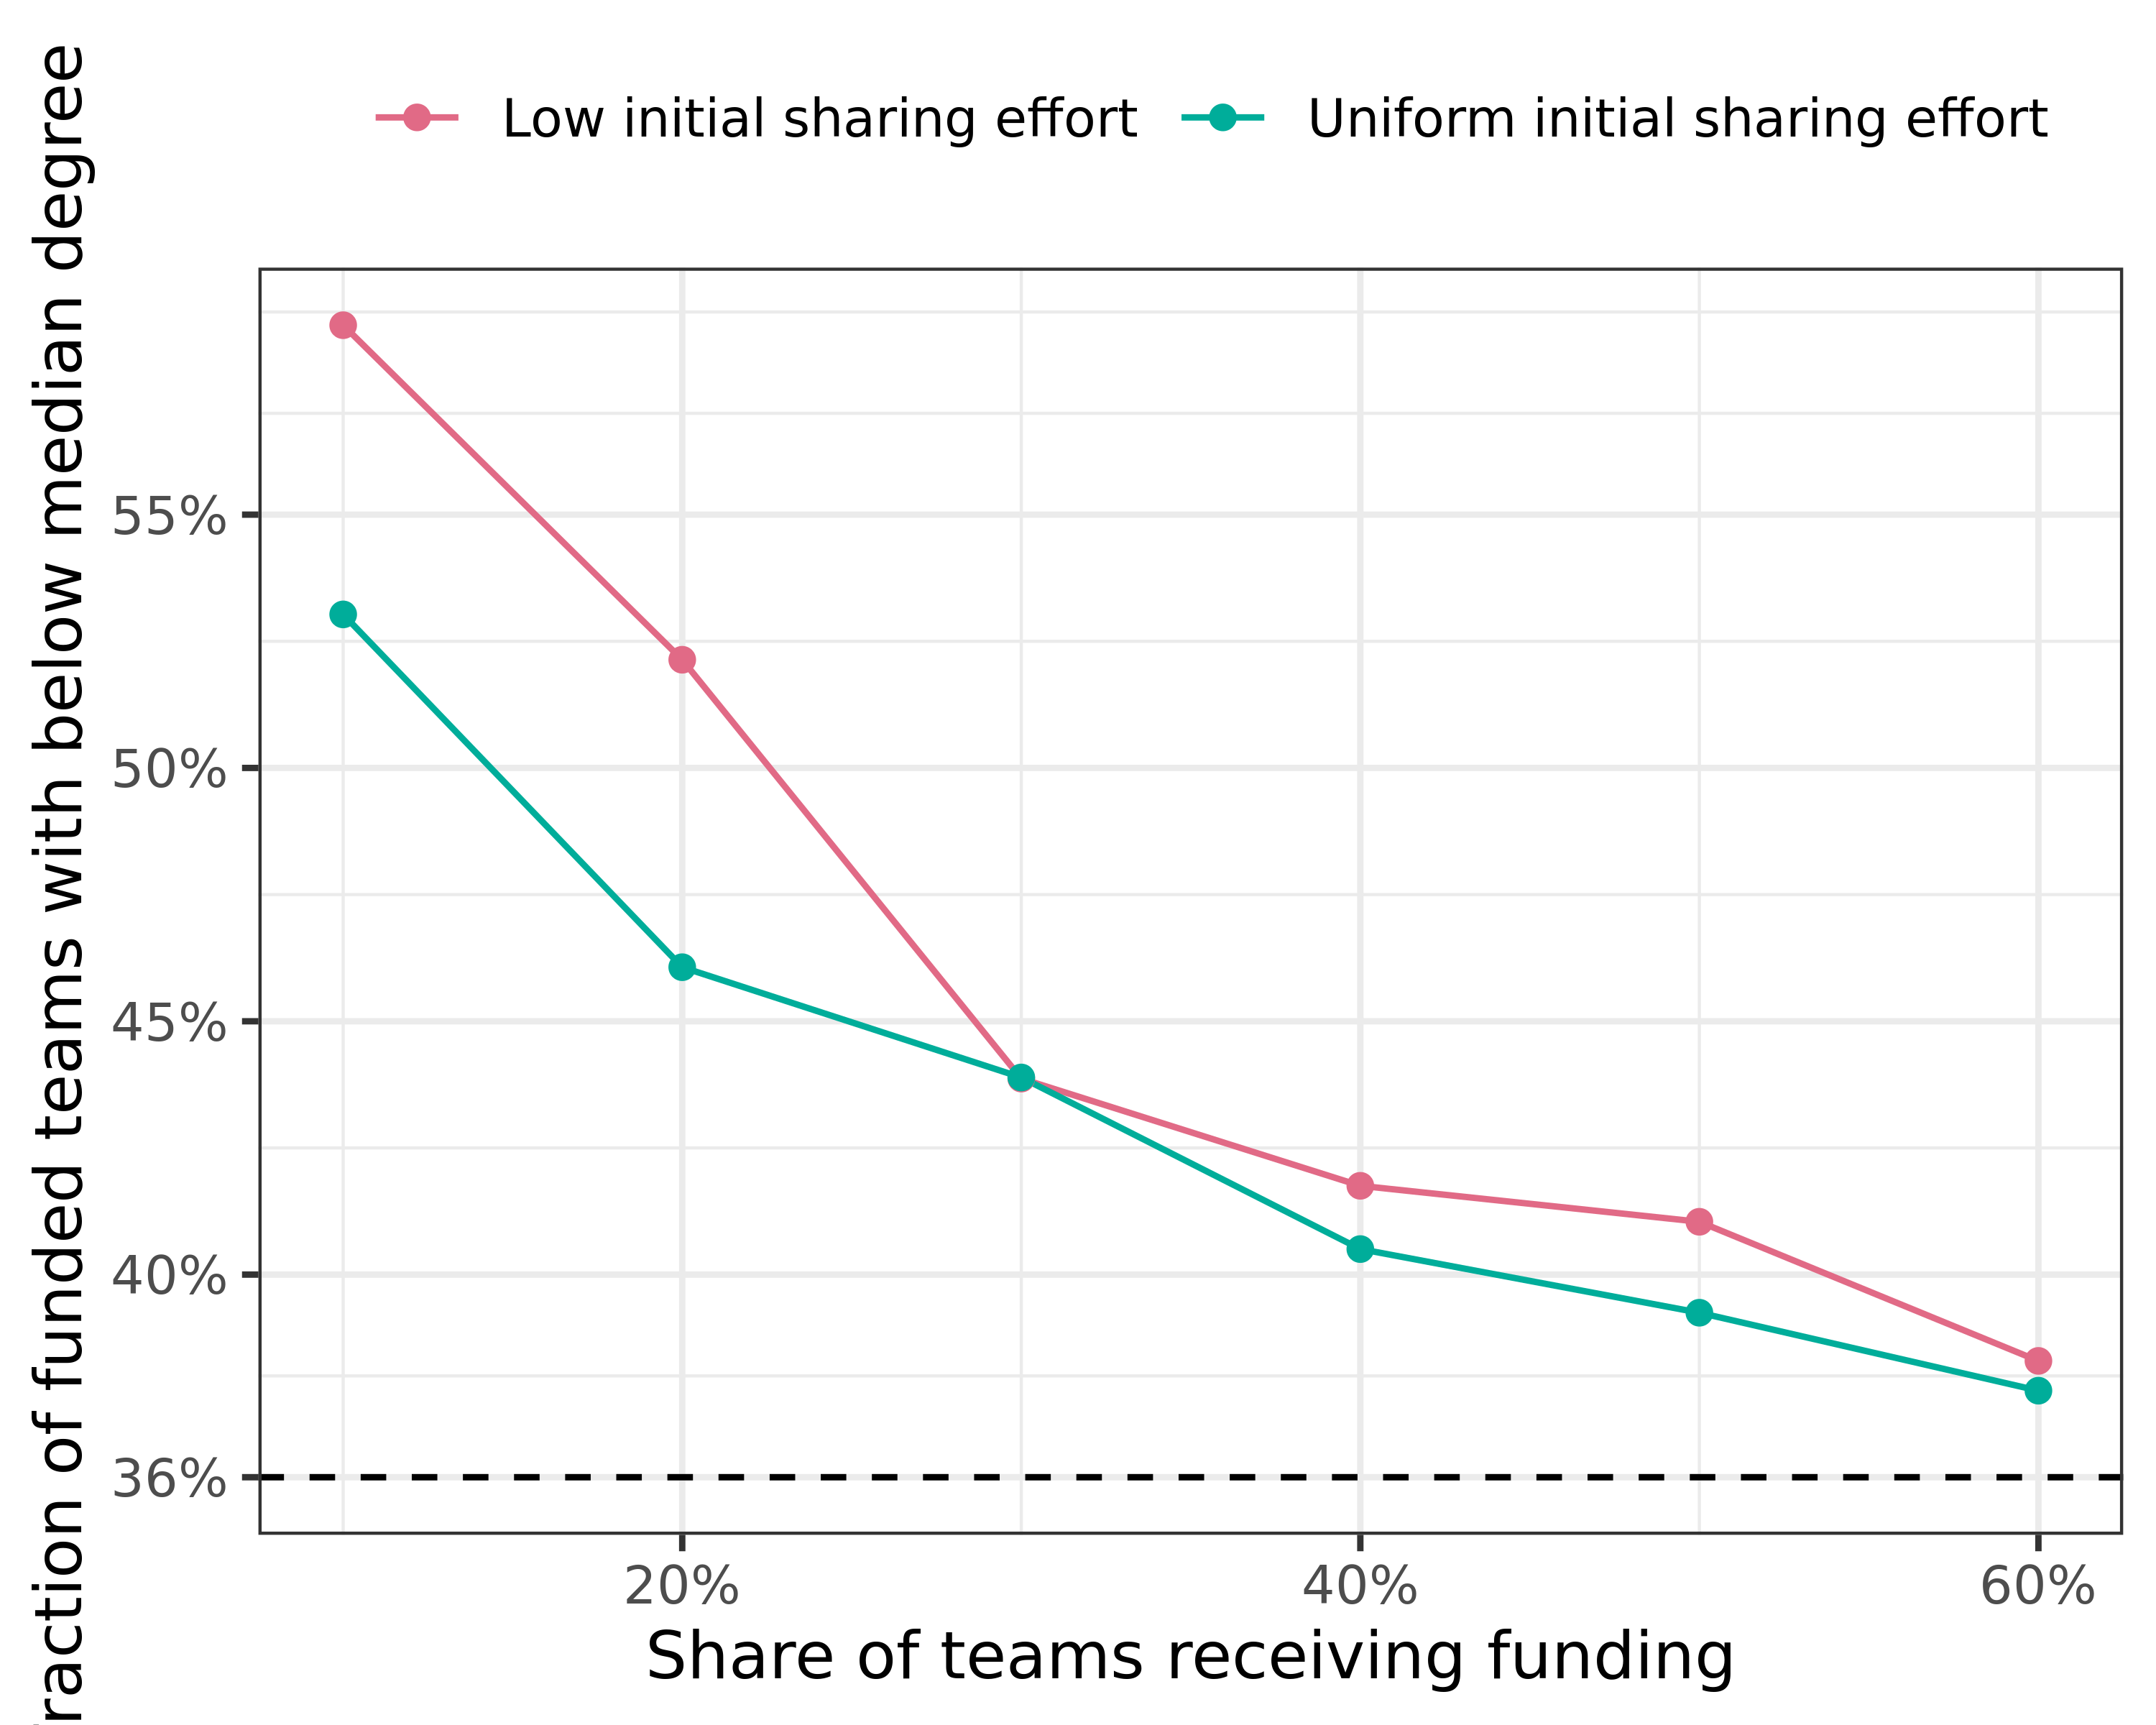 Low initial sharing effort
Uniform initial sharing effort
raction of funded teams with below median degree
55%
50%
45%
40%
36%
20%
40%
60%
Share of teams receiving funding